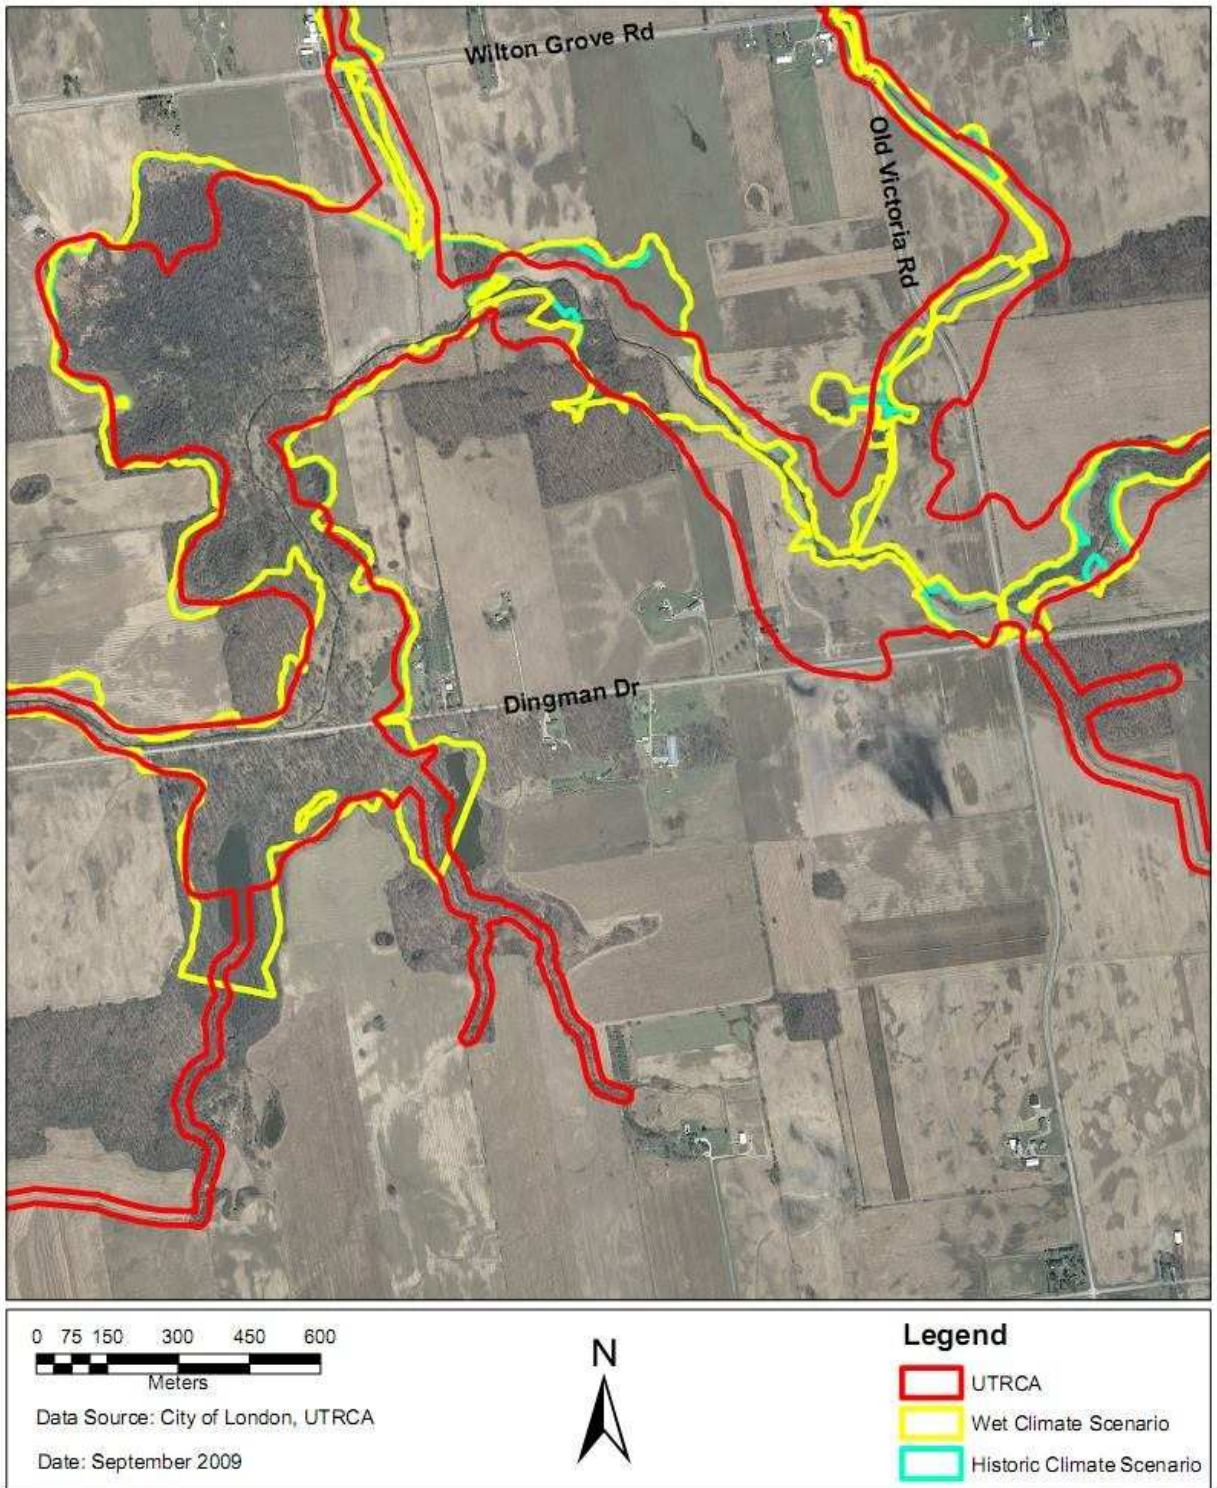 Wilton Grove Rd
Old Victoria Rd
Dingman Dr
0 75 150 300 450 600
Meters
Data Source: City of London, UTRCA
Date: September 2009
N
Legend
UTRCA
Wet Climate Scenario
Historic Climate Scenario